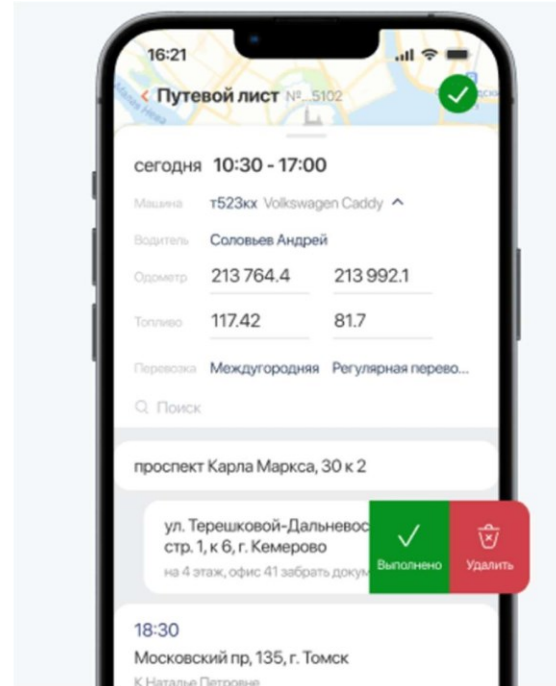 16:21
Путевой лист №...5102
Малая Нева
сегодня 10:30 - 17:00
Машина т523кх Volkswagen Caddy
Водитель Соловьев Андрей
Одометр 213 764.4 213 992.1
Топливо 117.42 81.7
Перевозка Междугородняя Регулярная перево...
Поиск
проспект Карла Маркса, 30 к 2
ул. Терешковой-Дальневос
стр. 1, к 6, г. Кемерово
на 4 этаж, офис 41 забрать докум
Выполнено Удалить
18:30
Московский пр, 135, г. Томск
К Наталье Петровне